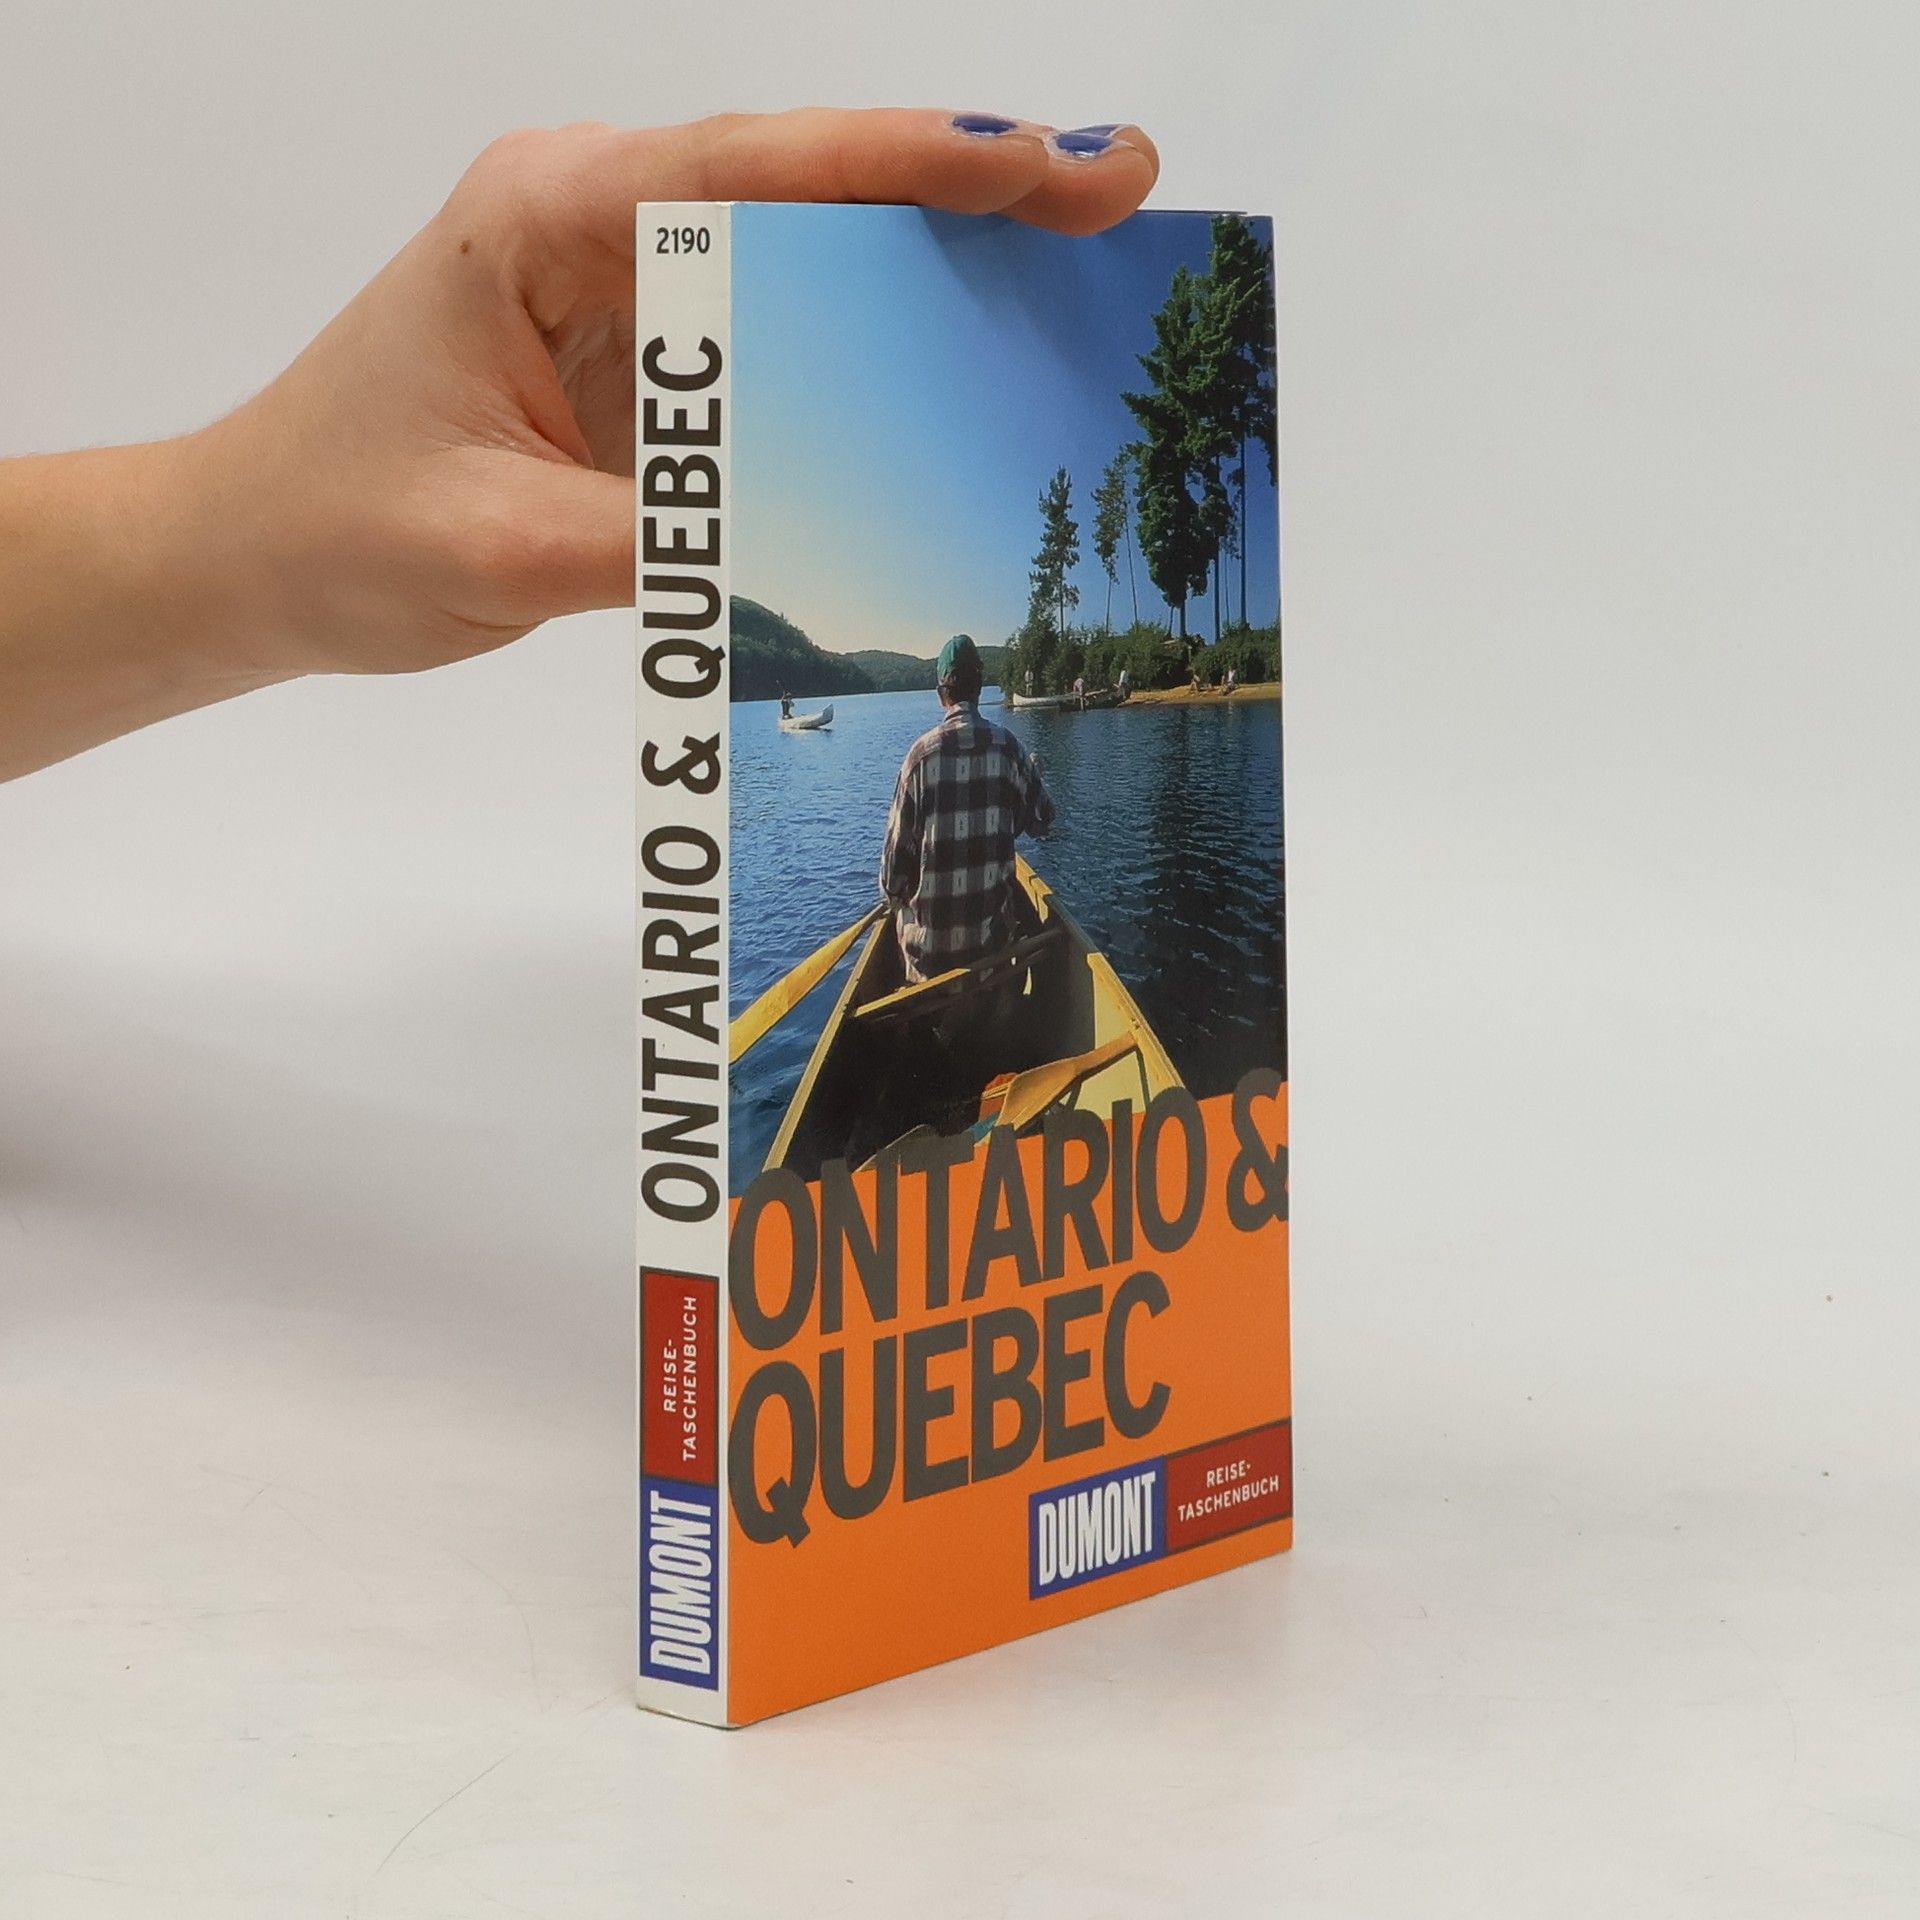 2190
ONTARIO & QUEBEC
REISE-
TASCHENBUCH
DUMONT
ONTARIO &
QUEBEC
DUMONT
REISE-
TASCHENBUCH